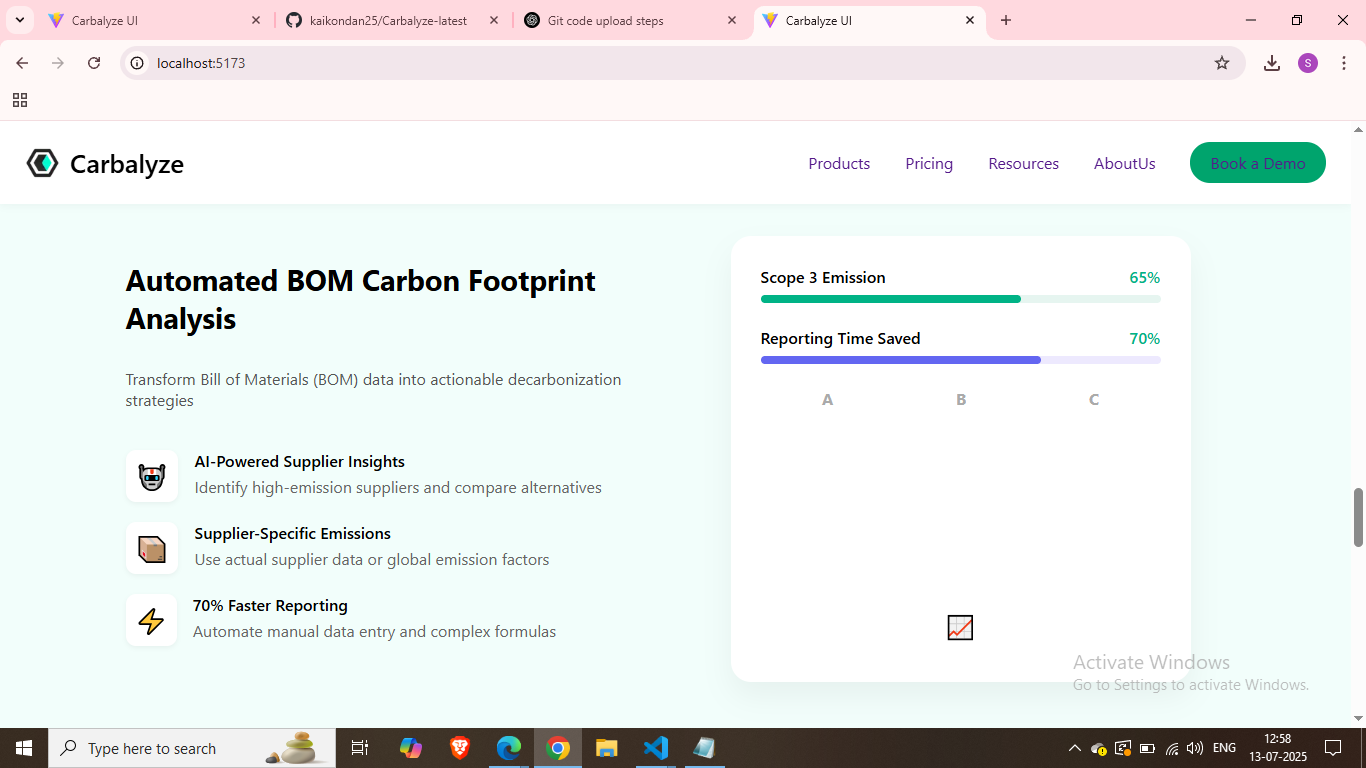 Carbalyze UI
kaikondan25/Carbalyze-latest
Git code upload steps
Carbalyze UI
localhost:5173
S
Carbalyze
Products
Pricing
Resources
AboutUs
Book a Demo
Automated BOM Carbon Footprint
Analysis
Transform Bill of Materials (BOM) data into actionable decarbonization
strategies
AI-Powered Supplier Insights
Identify high-emission suppliers and compare alternatives
Supplier-Specific Emissions
Use actual supplier data or global emission factors
70% Faster Reporting
Automate manual data entry and complex formulas
Scope 3 Emission 65%
Reporting Time Saved 70%
A B C
Activate Windows
Go to Settings to activate Windows.
Type here to search
ENG
12:58
13-07-2025